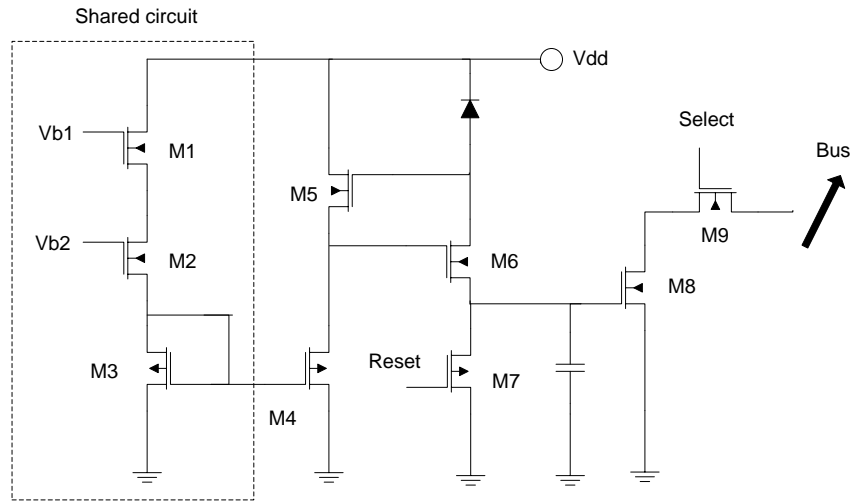 Shared circuit
Vdd
Vb1
M1
Select
Bus
M5
M9
Vb2
M2
M6
M8
M3
Reset
M7
M4